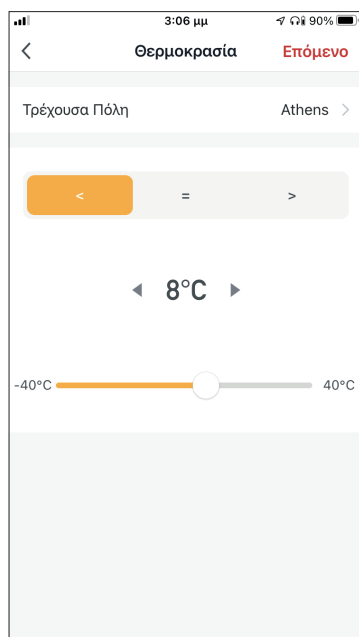 3:06 μμ 90%
Θερμοκρασία Επόμενο
Τρέχουσα Πόλη Athens >
< = >
8°C
-40°C 40°C